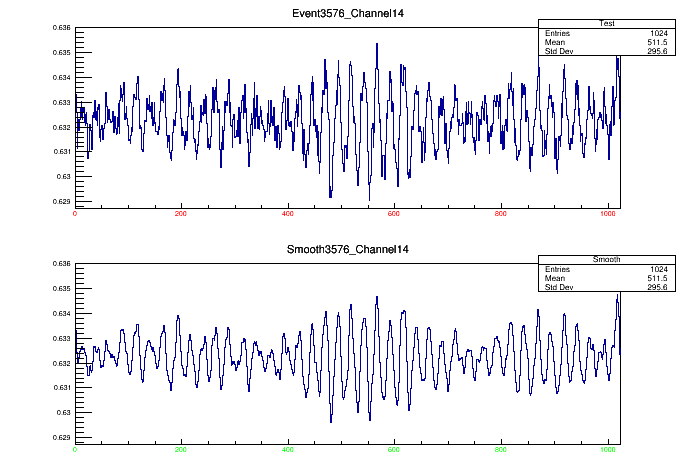 Event3576_Channel14
Test
Entries 1024
Mean 511.5
Std Dev 295.6
0.636
0.635
0.634
0.633
0.632
0.631
0.63
0.629
0 200 400 600 800 1000
Smooth3576_Channel14
Smooth
Entries 1024
Mean 511.5
Std Dev 295.6
0.636
0.635
0.634
0.633
0.632
0.631
0.63
0.629
0 200 400 600 800 1000